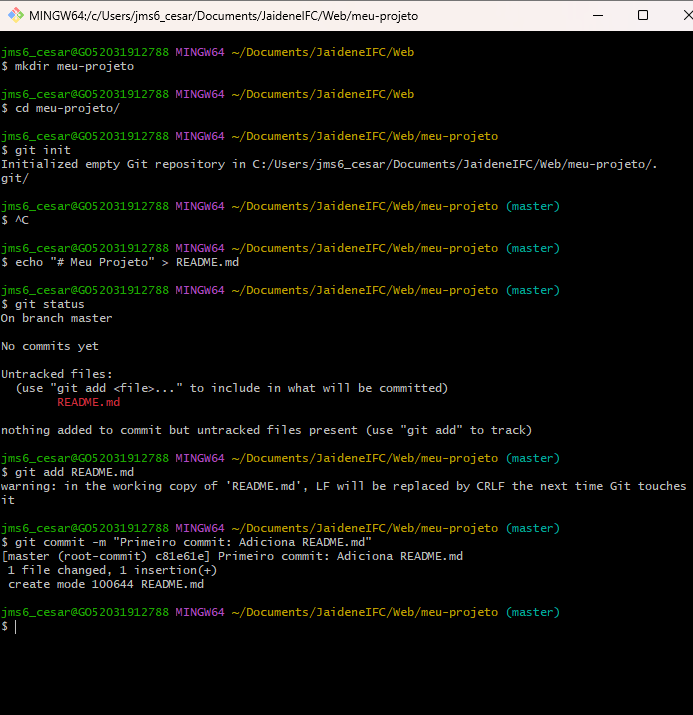 MINGW64:/c/Users/jms6_cesar/Documents/JaideneIFC/Web/meu-projeto
jms6_cesar@GO52031912788 MINGW64 ~/Documents/JaideneIFC/Web
$ mkdir meu-projeto
jms6_cesar@GO52031912788 MINGW64 ~/Documents/JaideneIFC/Web
$ cd meu-projeto/
jms6_cesar@GO52031912788 MINGW64 ~/Documents/JaideneIFC/Web/meu-projeto
$ git init
Initialized empty Git repository in C:/Users/jms6_cesar/Documents/JaideneIFC/Web/meu-projeto/.
git/
jms6_cesar@GO52031912788 MINGW64 ~/Documents/JaideneIFC/Web/meu-projeto (master)
$ ^C
jms6_cesar@GO52031912788 MINGW64 ~/Documents/JaideneIFC/Web/meu-projeto (master)
$ echo "# Meu Projeto" > README.md
jms6_cesar@GO52031912788 MINGW64 ~/Documents/JaideneIFC/Web/meu-projeto (master)
$ git status
On branch master
No commits yet
Untracked files:
(use "git add <file>..." to include in what will be committed)
README.md
nothing added to commit but untracked files present (use "git add" to track)
jms6_cesar@GO52031912788 MINGW64 ~/Documents/JaideneIFC/Web/meu-projeto (master)
$ git add README.md
warning: in the working copy of 'README.md', LF will be replaced by CRLF the next time Git touches
it
jms6_cesar@GO52031912788 MINGW64 ~/Documents/JaideneIFC/Web/meu-projeto (master)
$ git commit -m "Primeiro commit: Adiciona README.md"
[master (root-commit) c81e61e] Primeiro commit: Adiciona README.md
1 file changed, 1 insertion(+)
create mode 100644 README.md
jms6_cesar@GO52031912788 MINGW64 ~/Documents/JaideneIFC/Web/meu-projeto (master)
$